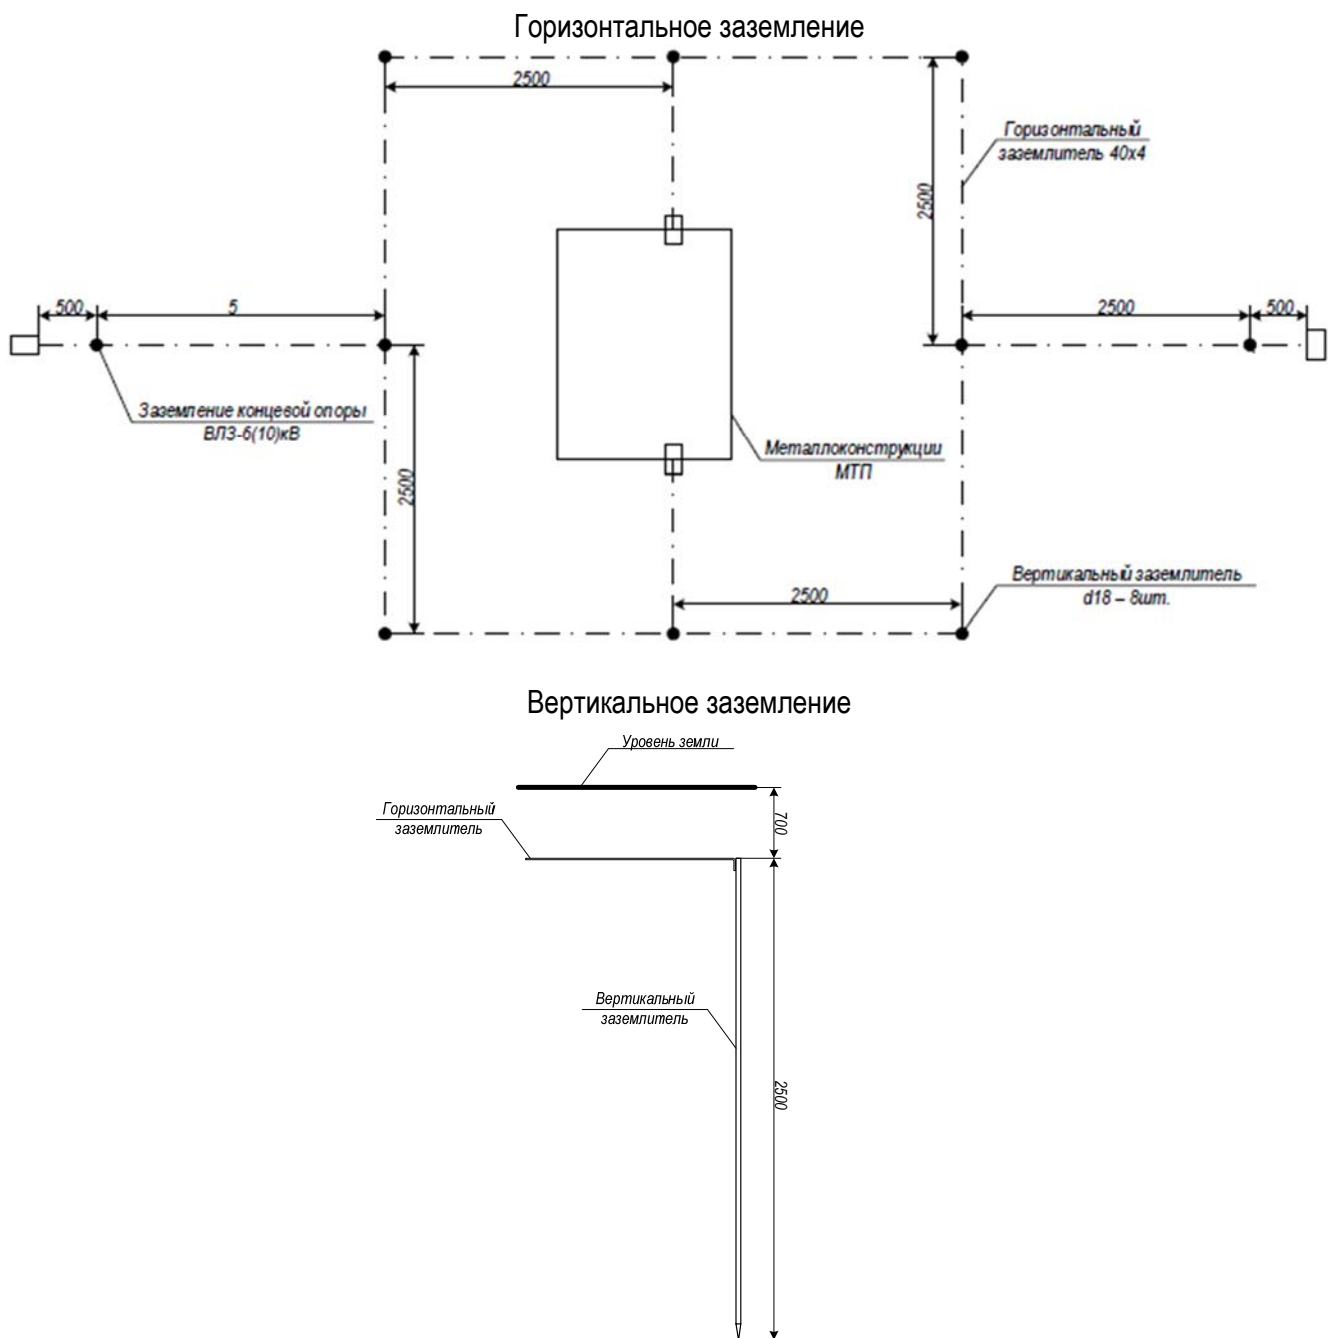 Горизонтальное заземление
2500
Горизонтальный
заземлитель 40х4
2500
500
5
2500
500
Заземление концевой опоры
ВЛЗ-6(10)кВ
Металлоконструкции
МТП
2500
2500
Вертикальный заземлитель
d18 – 8шт.
Вертикальное заземление
Уровень земли
700
Горизонтальный
заземлитель
Вертикальный
заземлитель
2500